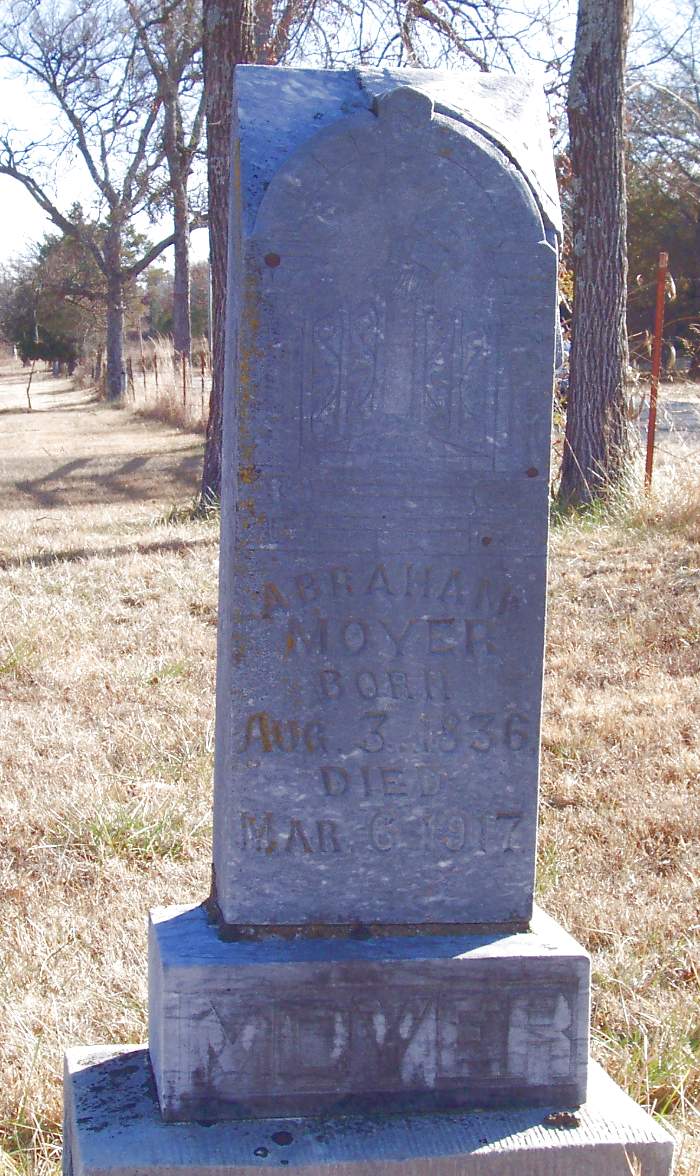 ABRAHAM
MOYER
BORN
AUG. 3. 1836
DIED
MAR. 6. 1917
MOYER